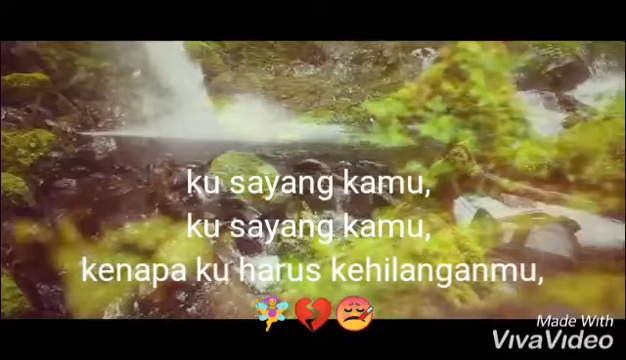 ku sayang kamu,
ku sayang kamu,
kenapa ku harus kehilanganmu,
🧚💔🤒
Made With
VivaVideo